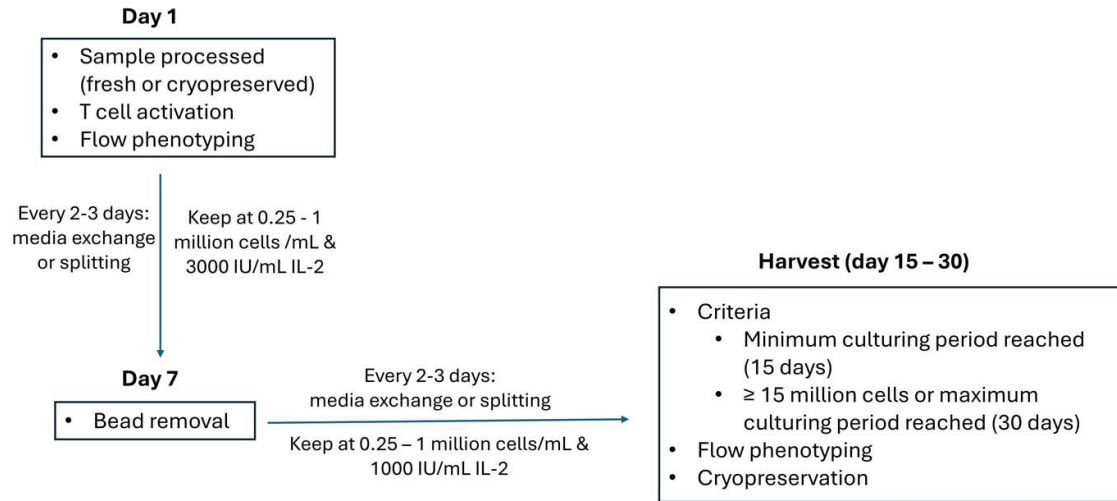 Day 1
• Sample processed
(fresh or cryopreserved)
• T cell activation
• Flow phenotyping
Every 2-3 days:
media exchange
or splitting
Keep at 0.25 - 1
million cells /mL &
3000 IU/mL IL-2
Day 7
• Bead removal
Every 2-3 days:
media exchange or splitting
Keep at 0.25 – 1 million cells/mL &
1000 IU/mL IL-2
Harvest (day 15 – 30)
• Criteria
• Minimum culturing period reached
(15 days)
• ≥ 15 million cells or maximum
culturing period reached (30 days)
• Flow phenotyping
• Cryopreservation